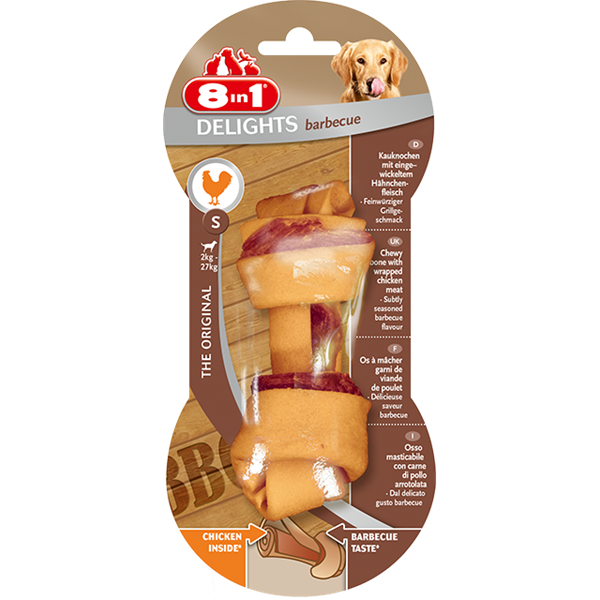 8in1®
DELIGHTS barbecue
S
2kg -
27kg
THE ORIGINAL
D
Kauknochen
mit einge-
wickeltem
Hähnchen-
fleisch
· Feinwürziger
Grillge-
schmack
UK
Chewy
bone with
wrapped
chicken
meat
· Subtly
seasoned
barbecue
flavour
F
Os à mâcher
garni de
viande
de poulet
· Délicieuse
saveur
barbecue
I
Osso
masticabile
con carne
di pollo
arrotolata
· Dal delicato
gusto barbecue
BB
CHICKEN
INSIDE*
BARBECUE
TASTE*